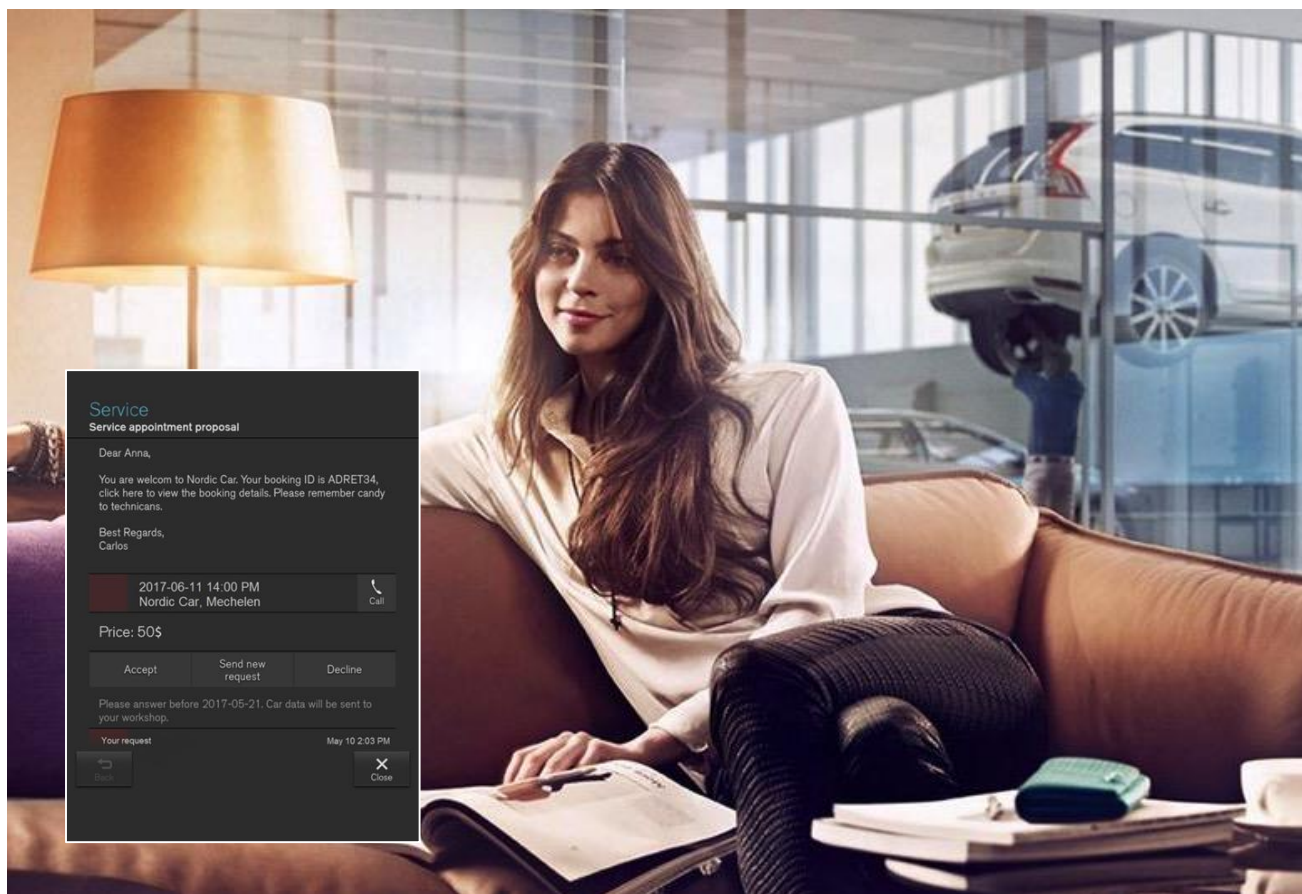 Service
Service appointment proposal
Dear Anna,
You are welcom to Nordic Car. Your booking ID is ADRET34,
click here to view the booking details. Please remember candy
to technicans.
Best Regards,
Carlos
2017-06-11 14:00 PM
Nordic Car, Mechelen
Call
Price: 50$
Accept
Send new
request
Decline
Please answer before 2017-05-21. Car data will be sent to
your workshop.
Your request
May 10 2:03 PM
Back
Close